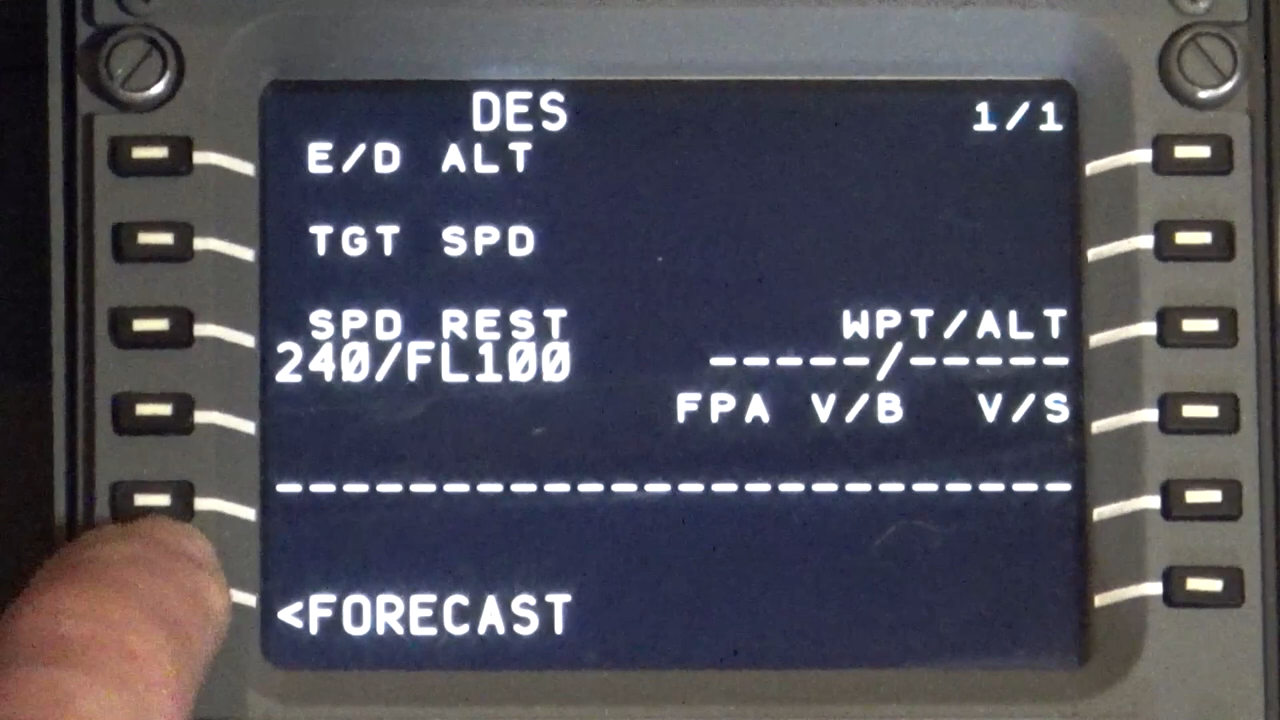 DES 1/1
E/D ALT
TGT SPD
SPD REST WPT/ALT
240/FL100 -----/-----
FPA V/B V/S
------------------------
<FORECAST